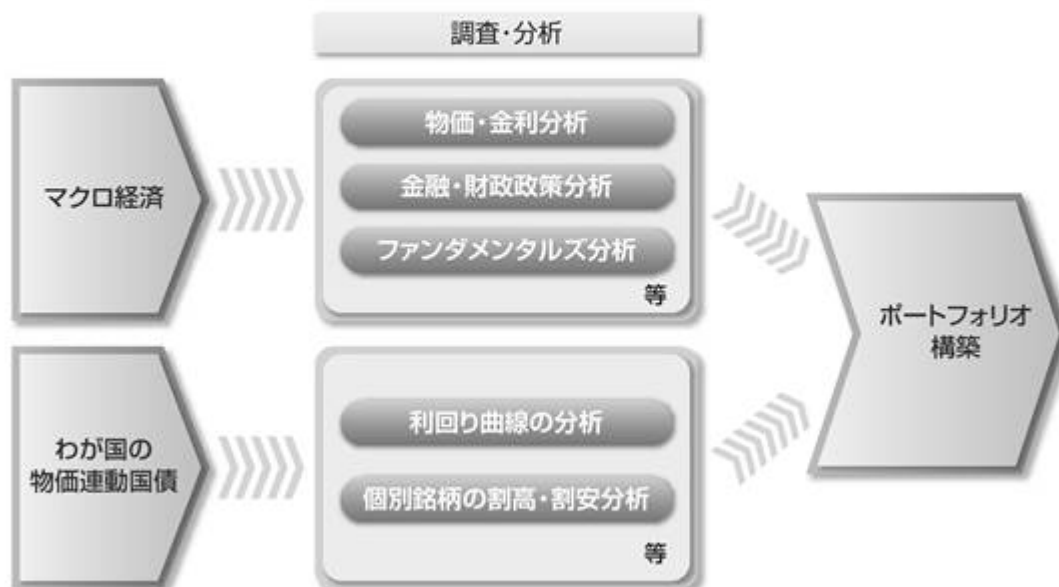 調査・分析
マクロ経済
物価・金利分析
金融・財政政策分析
ファンダメンタルズ分析
等
わが国の
物価連動国債
利回り曲線の分析
個別銘柄の割高・割安分析
等
ポートフォリオ
構築